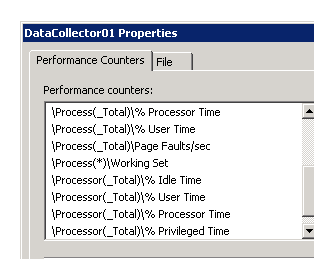 DataCollector01 Properties
Performance Counters
File
Performance counters:
\Process(_Total)\% Processor Time
\Process(_Total)\% User Time
\Process(_Total)\Page Faults/sec
\Process(*)\Working Set
\Processor(_Total)\% Idle Time
\Processor(_Total)\% User Time
\Processor(_Total)\% Processor Time
\Processor(_Total)\% Privileged Time